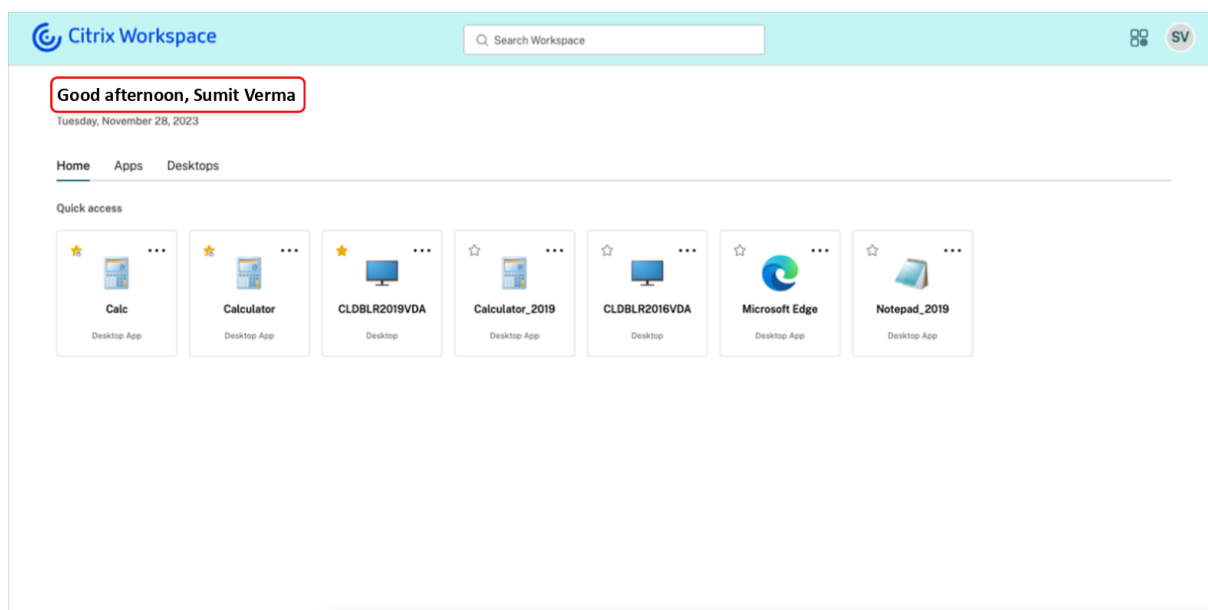 Citrix Workspace
Search Workspace
SV
Good afternoon, Sumit Verma
Tuesday, November 28, 2023
Home Apps Desktops
Quick access
Calc Calculator CLDBLR2019VDA Calculator_2019 CLDBLR2016VDA Microsoft Edge Notepad_2019
Desktop App Desktop App Desktop Desktop App Desktop Desktop App Desktop App